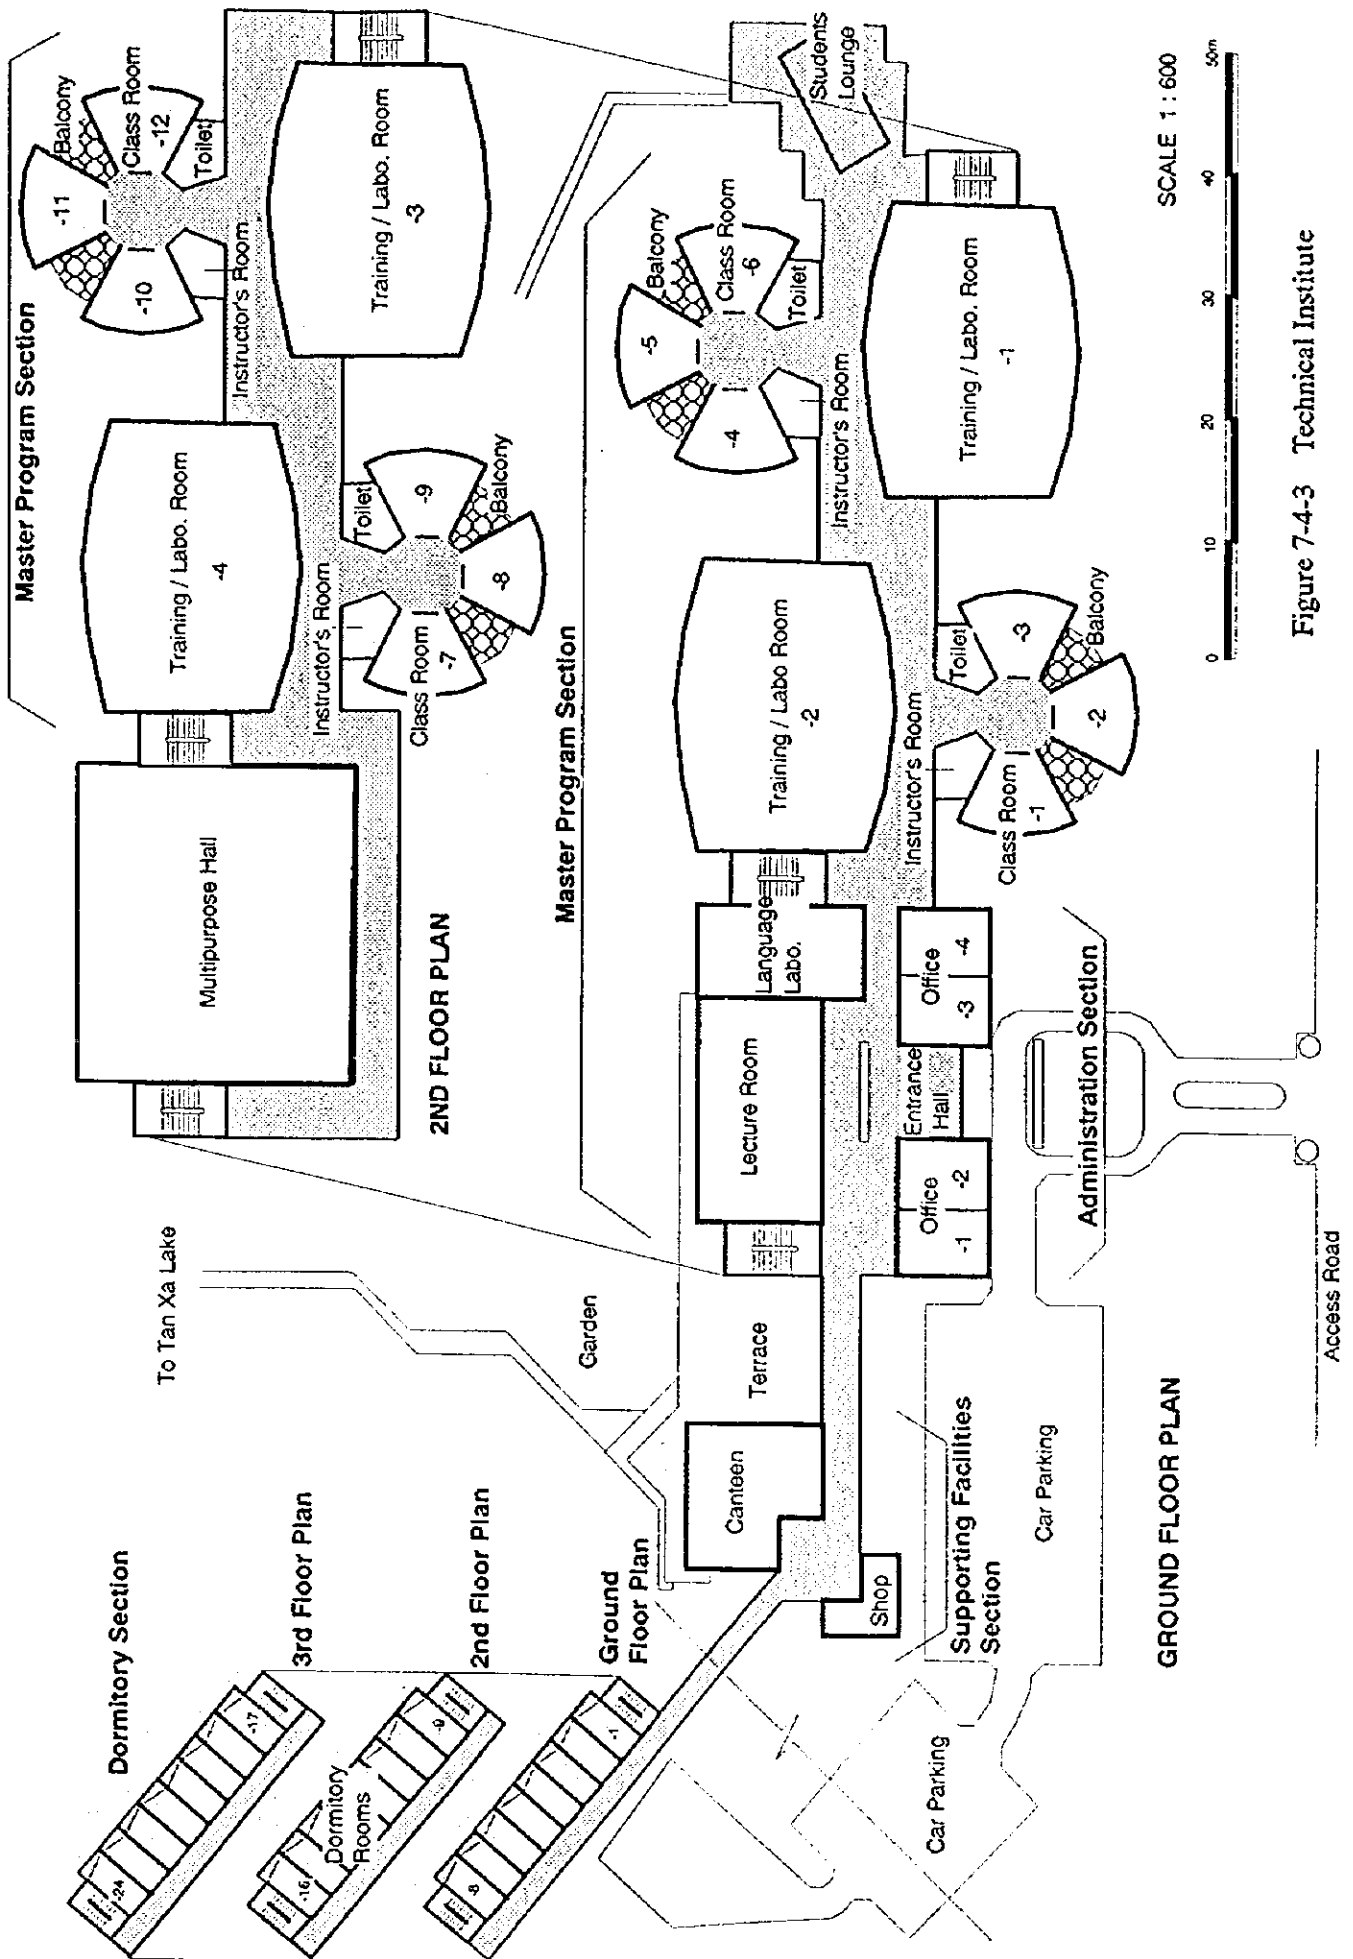 Dormitory Section
3rd Floor Plan
-17
-24
2nd Floor Plan
-9
Dormitory
Rooms
-16
Ground
Floor Plan
-1
-8
To Tan Xa Lake
Garden
Master Program Section
Multipurpose Hall
Training / Labo. Room
-4
-11
Balcony
Class Room
-10
-12
Toilet
Instructor's Room
Training / Labo. Room
-3
Instructor's Room
Toilet
Class Room
-7
-9
-8
Balcony
2ND FLOOR PLAN
Master Program Section
Canteen
Terrace
Lecture Room
Language
Labo.
Training / Labo Room
-2
-5
Balcony
Class Room
-4
-6
Toilet
Instructor's Room
Students
Lounge
Training / Labo. Room
-1
Shop
Office
-1
-2
Entrance
Hall
Office
-3
-4
Instructor's Room
Toilet
Class Room
-1
-3
-2
Balcony
Supporting Facilities
Section
Car Parking
Car Parking
Administration Section
GROUND FLOOR PLAN
Access Road
SCALE 1 : 600
0
10
20
30
40
50m
Figure 7-4-3 Technical Institute